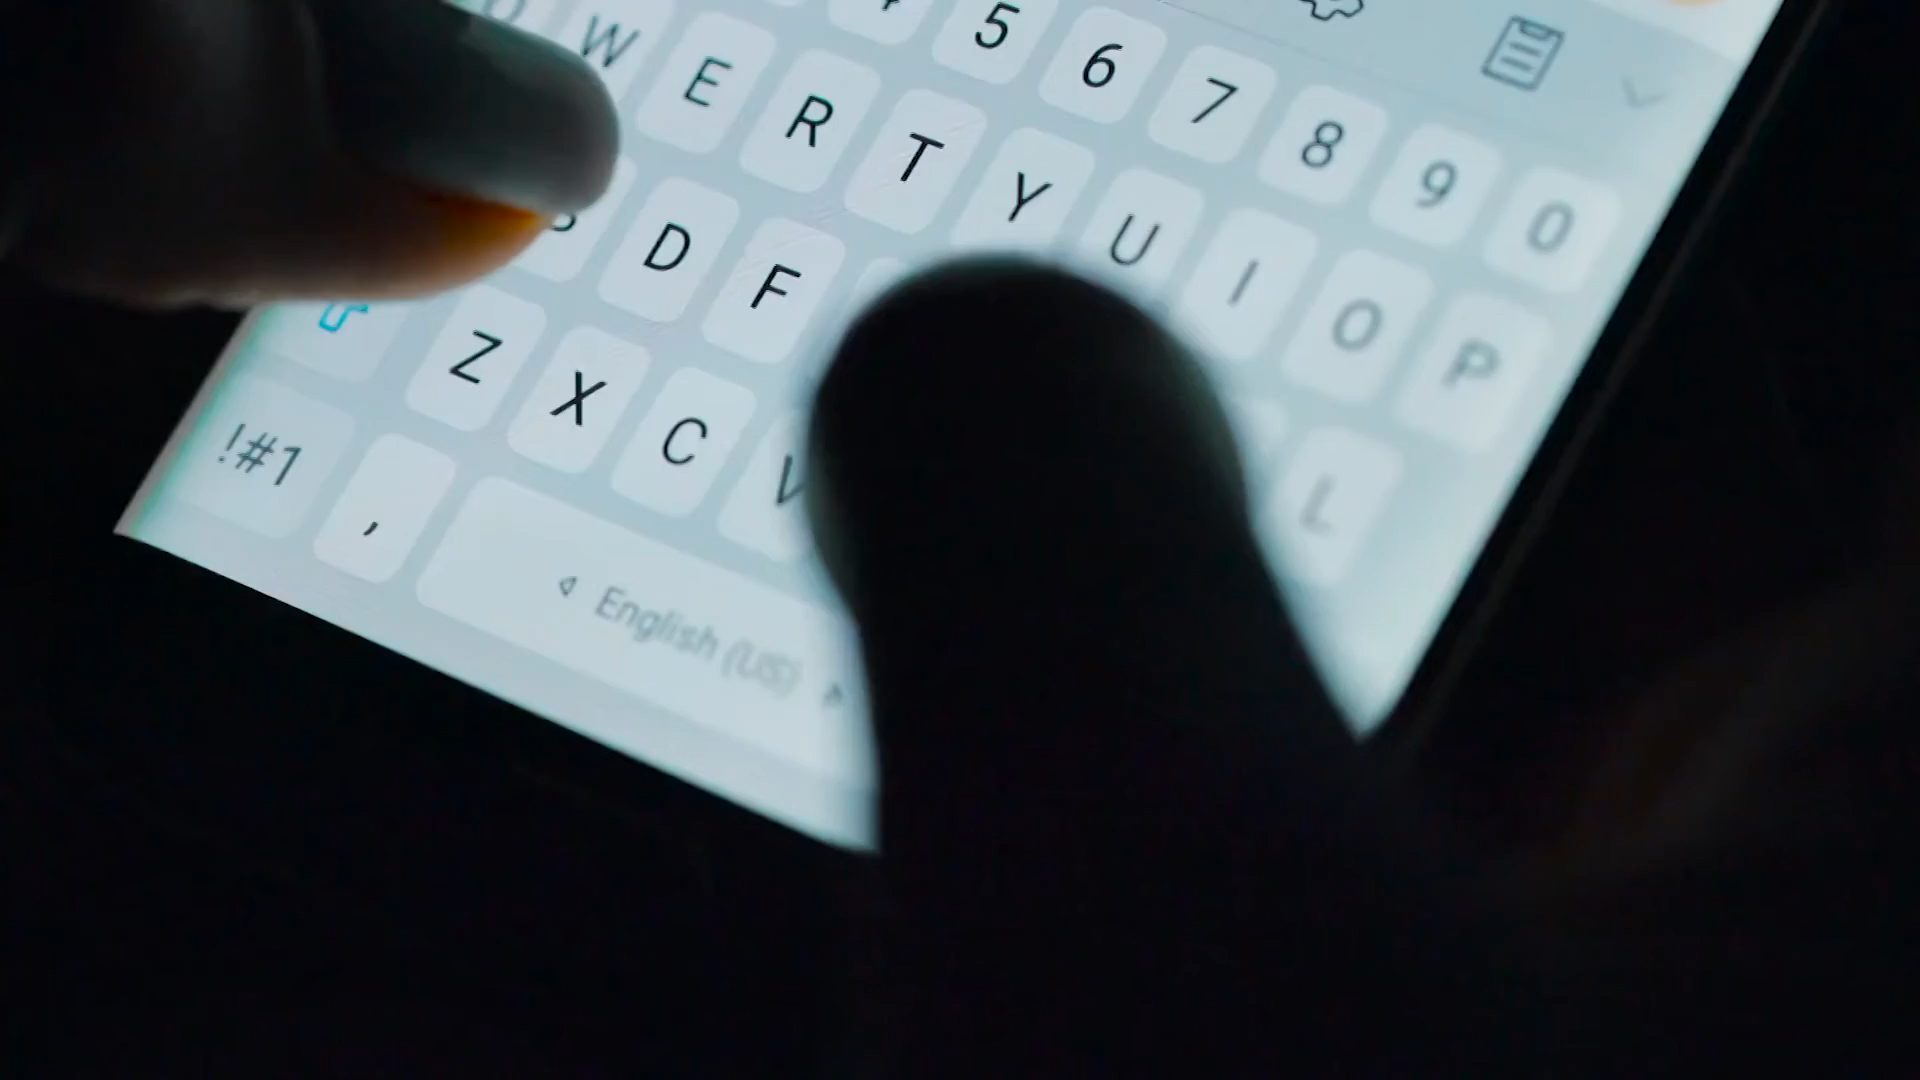 5 6 7 8 9 0
W E R T Y U I O P
D F L
Z X C V
!#1 , English (US)